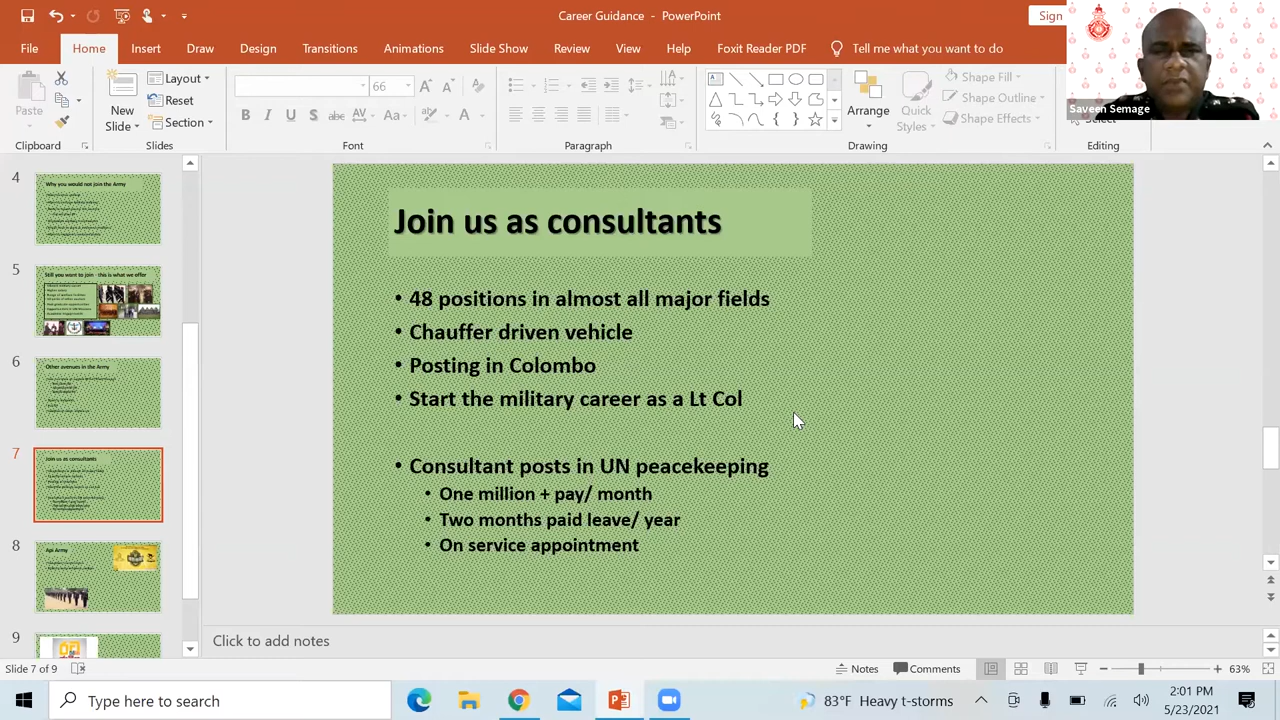 Career Guidance - PowerPoint
Sign
File Home Insert Draw Design Transitions Animations Slide Show Review View Help Foxit Reader PDF Tell me what you want to do
Saveen Semage
Paste
New Slide
Layout
Reset
Section
66
B I U S abc AV Aa A
Arrange
Quick Styles
Shape Fill
Shape Outline
Shape Effects
Select
Clipboard Slides Font Paragraph Drawing Editing
4
Why you would not join the Army
5
Still you want to join - this is what we offer
6
Other avenues in the Army
7
Join us as consultants
8
Api Army
9
Join us as consultants
• 48 positions in almost all major fields
• Chauffer driven vehicle
• Posting in Colombo
• Start the military career as a Lt Col
• Consultant posts in UN peacekeeping
• One million + pay/ month
• Two months paid leave/ year
• On service appointment
Click to add notes
Slide 7 of 9
Notes Comments
63%
Type here to search
83°F Heavy t-storms
2:01 PM
5/23/2021